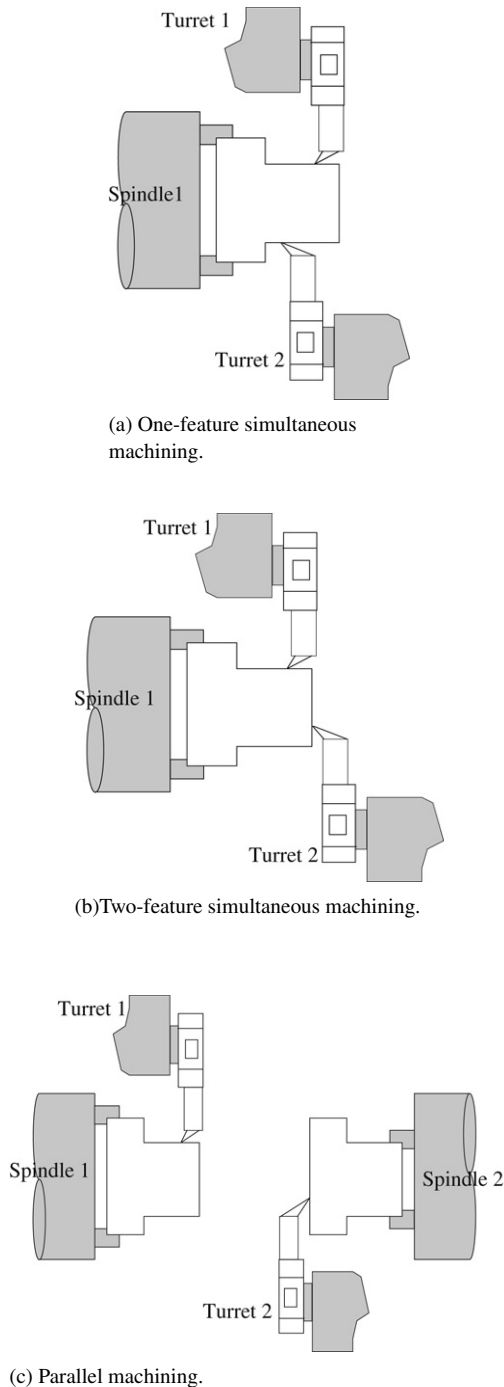 Turret 1
Spindle1
Turret 2
(a) One-feature simultaneous
machining.
Turret 1
Spindle 1
Turret 2
(b)Two-feature simultaneous machining.
Turret 1
Spindle 1
Spindle 2
Turret 2
(c) Parallel machining.